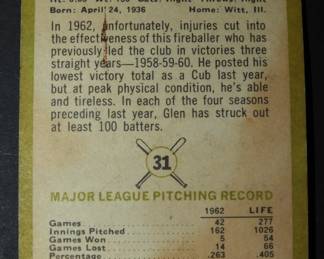 Born: April 24, 1936 Home: Witt, Ill.
In 1962, unfortunately, injuries cut into
the effectiveness of this fireballer who has
previously led the club in victories three
straight years—1958-59-60. He posted his
lowest victory total as a Cub last year,
but at peak physical condition, he's able
and tireless. In each of the four seasons
preceding last year, Glen has struck out
at least 100 batters.
31
MAJOR LEAGUE PITCHING RECORD
1962 LIFE
Games 42 277
Innings Pitched 162 1026
Games Won 5 54
Games Lost 14 66
Percentage .263 .405